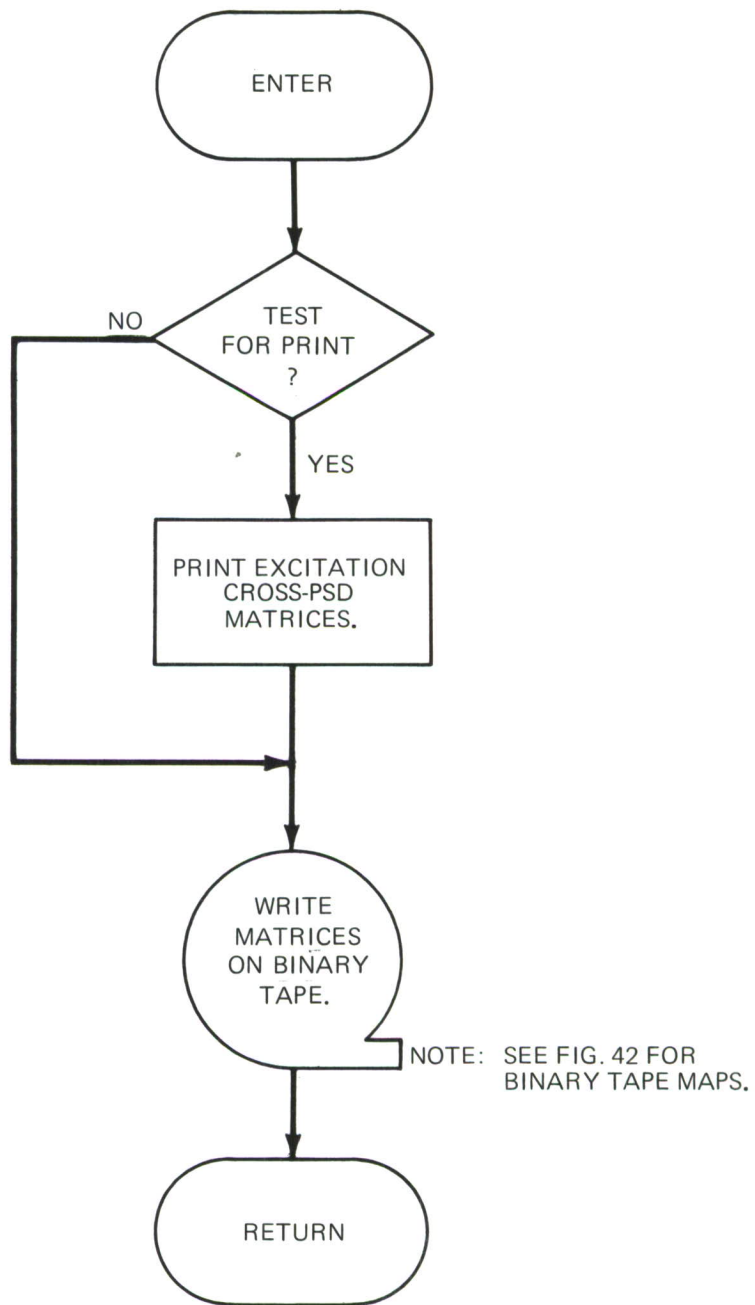 ENTER
TEST
FOR PRINT
?
NO
YES
PRINT EXCITATION
CROSS-PSD
MATRICES.
WRITE
MATRICES
ON BINARY
TAPE.
NOTE: SEE FIG. 42 FOR
BINARY TAPE MAPS.
RETURN